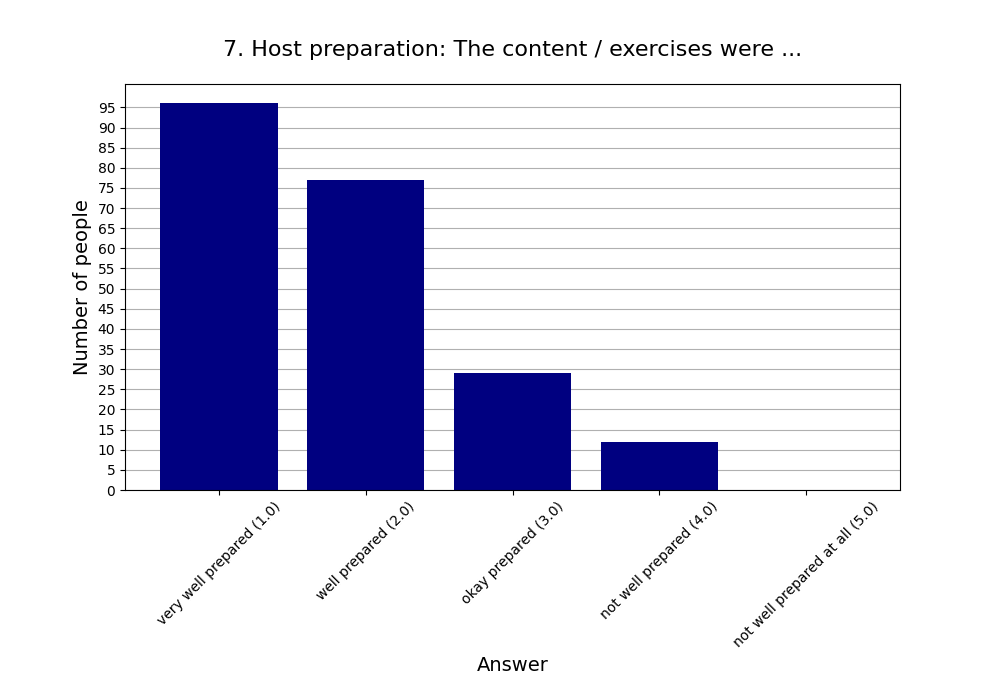 7. Host preparation: The content / exercises were ...
Number of people
95
90
85
80
75
70
65
60
55
50
45
40
35
30
25
20
15
10
5
0
very well prepared (1.0)
well prepared (2.0)
okay prepared (3.0)
not well prepared (4.0)
not well prepared at all (5.0)
Answer